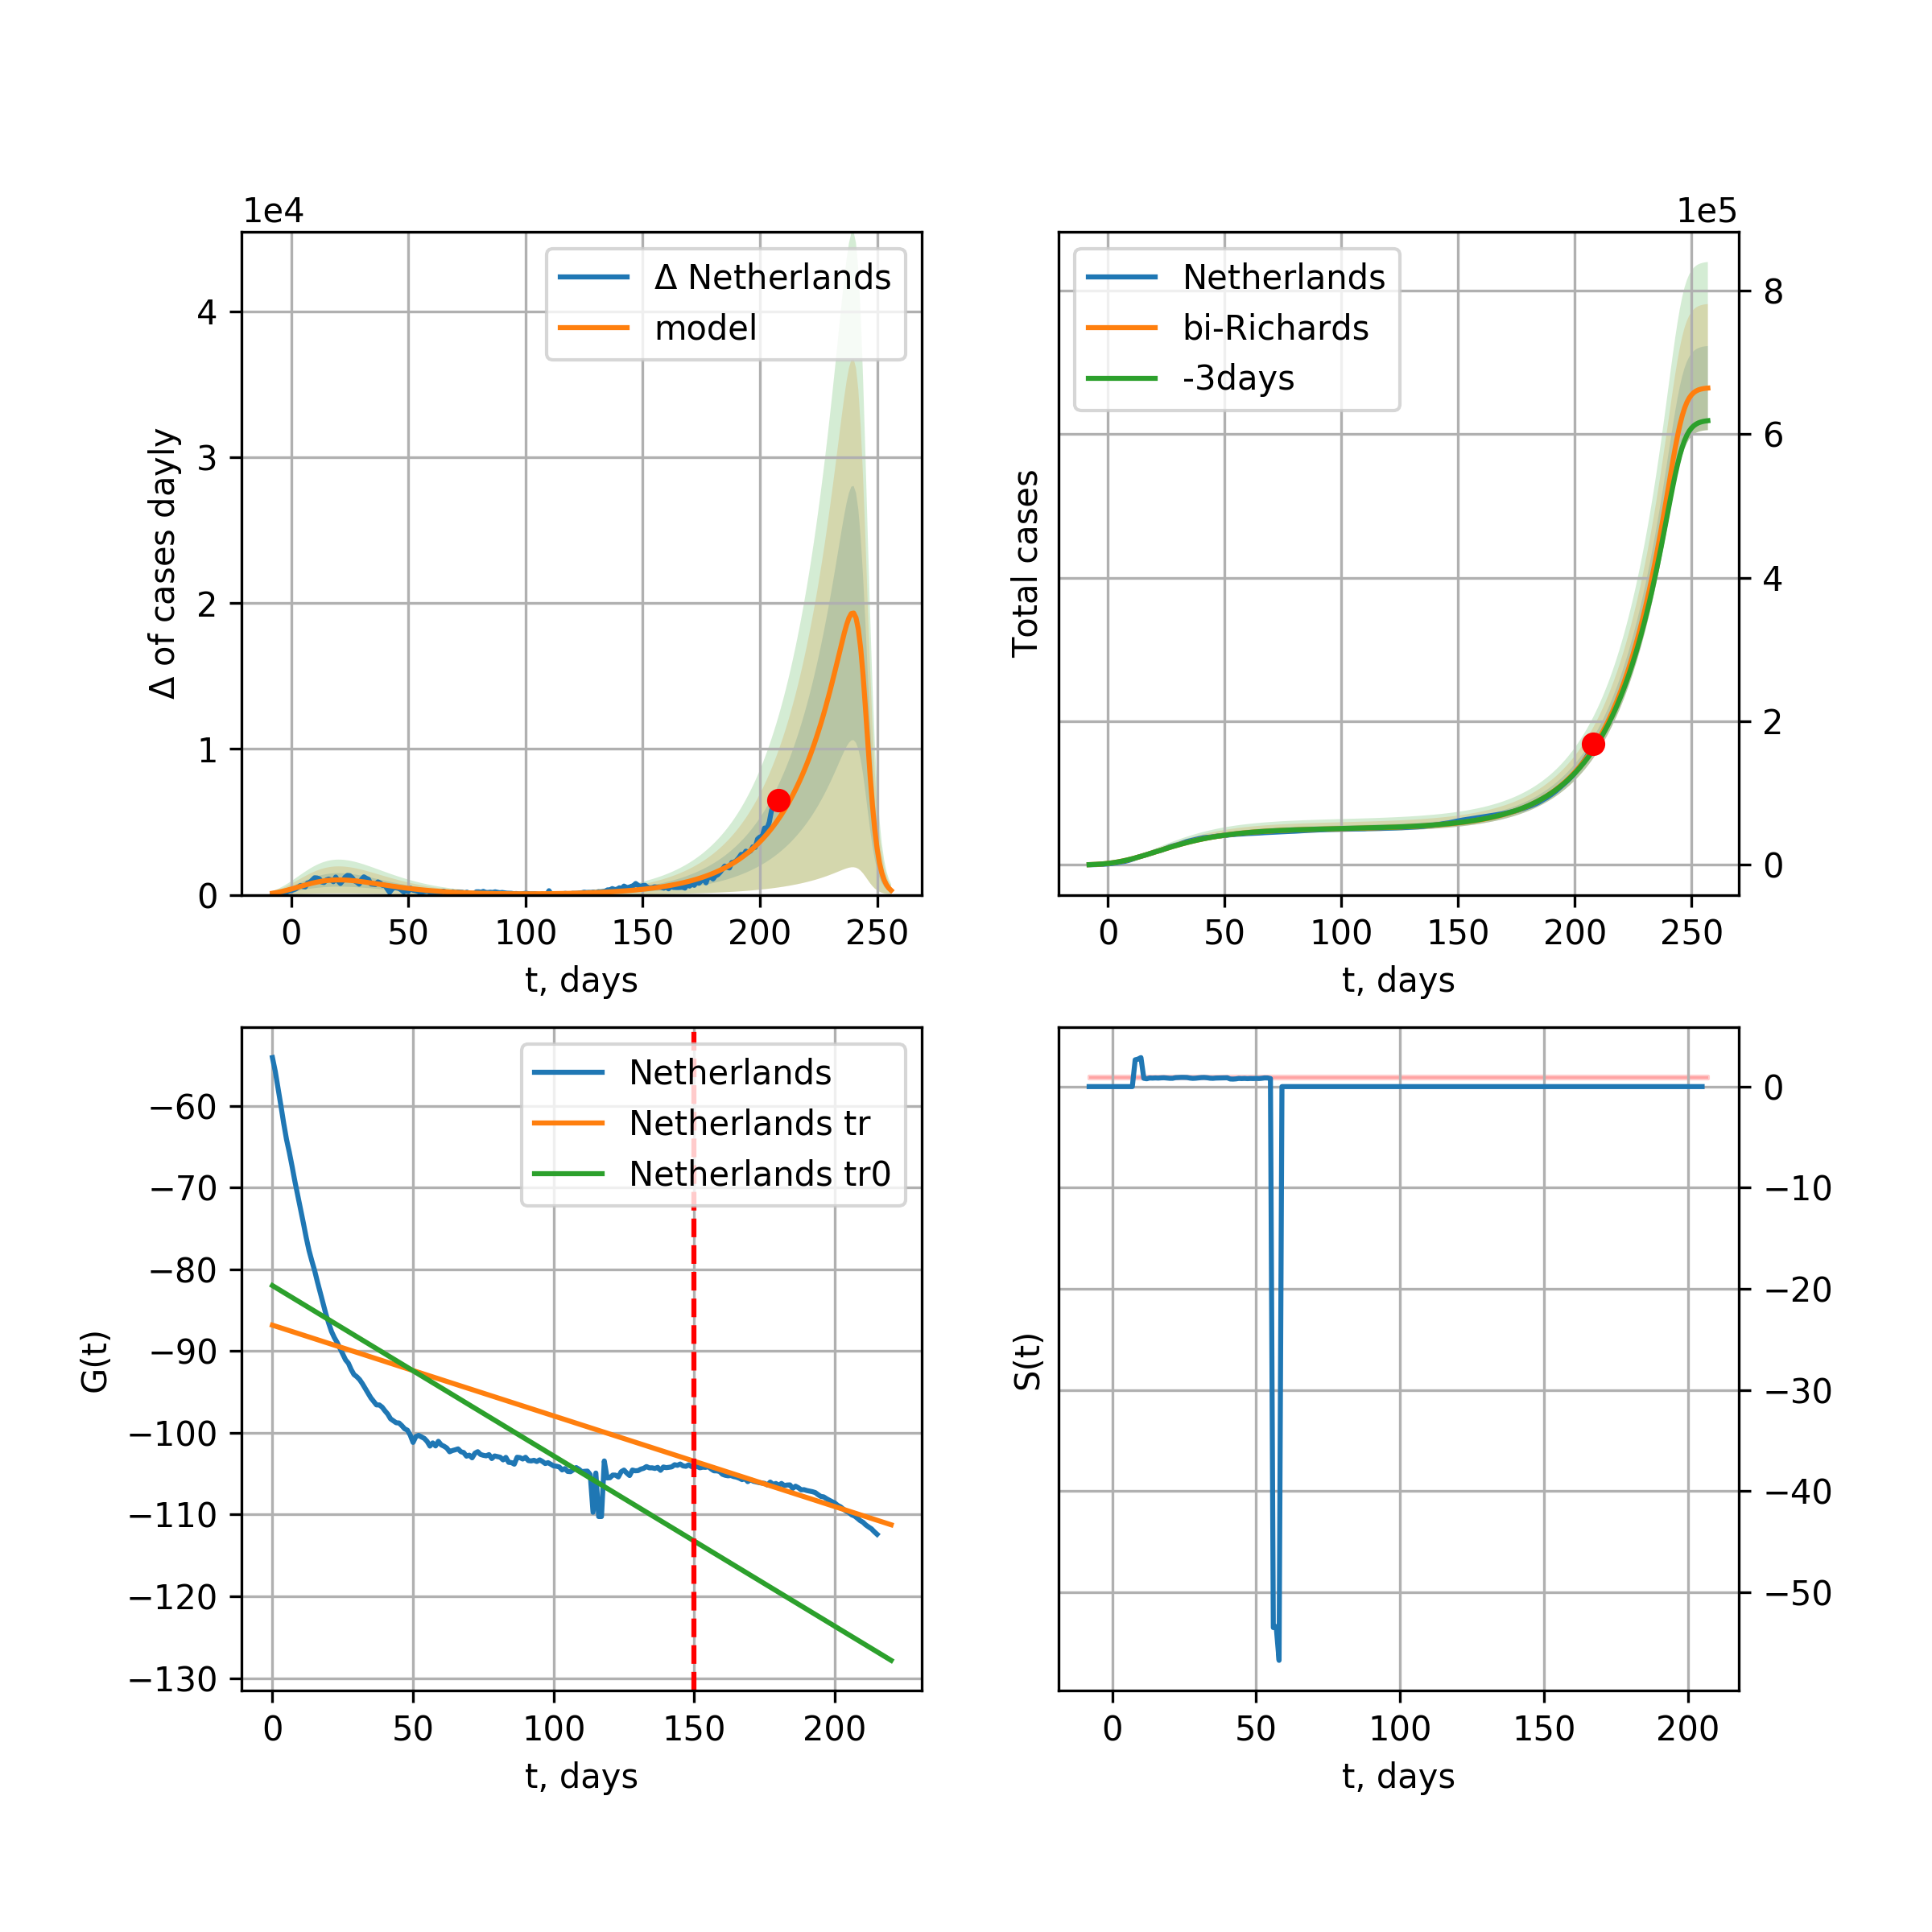 1e4
Δ of cases dayly
4
3
2
1
0
Δ Netherlands
model
0 50 100 150 200 250
t, days
1e5
Total cases
8
6
4
2
0
Netherlands
bi-Richards
-3days
0 50 100 150 200 250
t, days
G(t)
−60
−70
−80
−90
−100
−110
−120
−130
Netherlands
Netherlands tr
Netherlands tr0
0 50 100 150 200
t, days
S(t)
0
−10
−20
−30
−40
−50
0 50 100 150 200
t, days